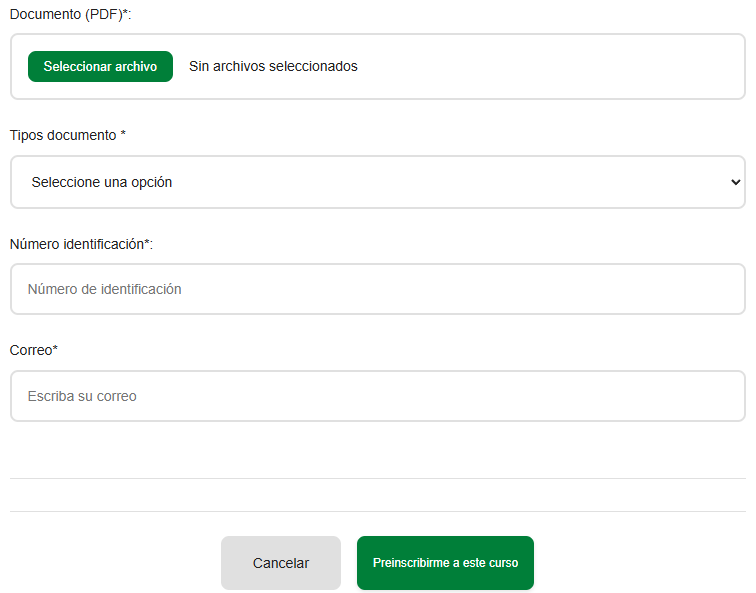 Documento (PDF)*:
Seleccionar archivo Sin archivos seleccionados
Tipos documento *
Seleccione una opción
Número identificación*:
Número de identificación
Correo*
Escriba su correo
Cancelar Preinscribirme a este curso